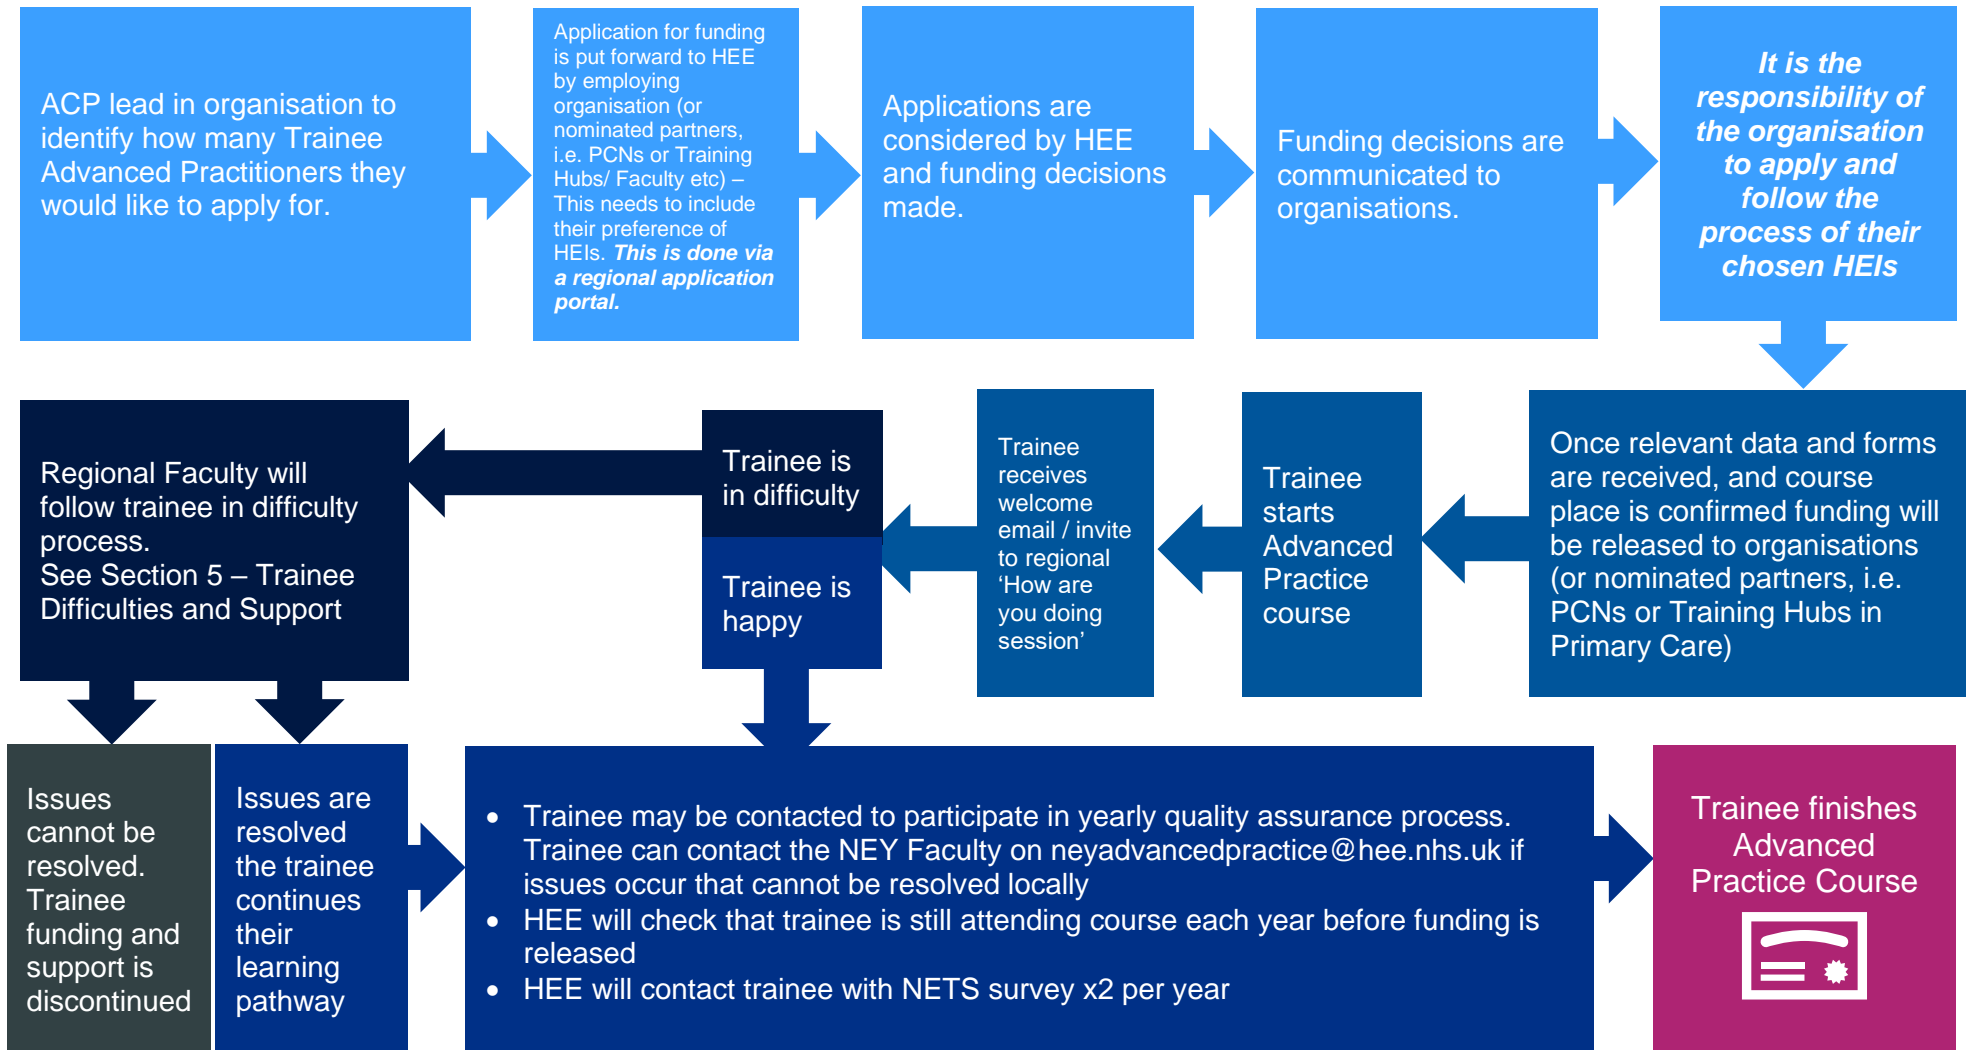 ACP lead in organisation to
identify how many Trainee
Advanced Practitioners they
would like to apply for.
Application for funding
is put forward to HEE
by employing
organisation (or
nominated partners,
i.e. PCNs or Training
Hubs/ Faculty etc) –
This needs to include
their preference of
HEIs. This is done via
a regional application
portal.
Applications are
considered by HEE
and funding decisions
made.
Funding decisions are
communicated to
organisations.
It is the
responsibility of
the organisation
to apply and
follow the
process of their
chosen HEIs
Once relevant data and forms
are received, and course
place is confirmed funding will
be released to organisations
(or nominated partners, i.e.
PCNs or Training Hubs in
Primary Care)
Trainee
starts
Advanced
Practice
course
Trainee
receives
welcome
email / invite
to regional
‘How are
you doing
session’
Trainee is
in difficulty
Trainee is
happy
Regional Faculty will
follow trainee in difficulty
process.
See Section 5 – Trainee
Difficulties and Support
Issues
cannot be
resolved.
Trainee
funding and
support is
discontinued
Issues are
resolved
the trainee
continues
their
learning
pathway
• Trainee may be contacted to participate in yearly quality assurance process.
Trainee can contact the NEY Faculty on neyadvancedpractice@hee.nhs.uk if
issues occur that cannot be resolved locally
• HEE will check that trainee is still attending course each year before funding is
released
• HEE will contact trainee with NETS survey x2 per year
Trainee finishes
Advanced
Practice Course